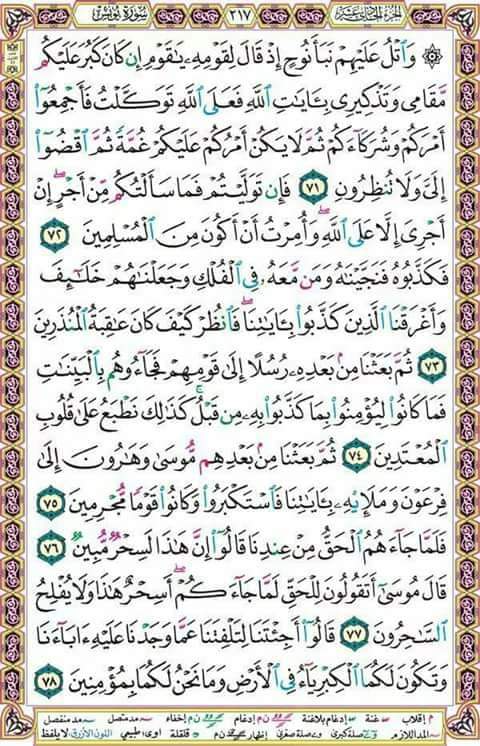 الجزء الحادي عشر ٢١٧ سورة يونس
۞ وَٱتْلُ عَلَيْهِمْ نَبَأَ نُوحٍ إِذْ قَالَ لِقَوْمِهِۦ يَٰقَوْمِ إِن كَانَ كَبُرَ عَلَيْكُم
مَّقَامِى وَتَذْكِيرِى بِـَٔايَٰتِ ٱللَّهِ فَعَلَى ٱللَّهِ تَوَكَّلْتُ فَأَجْمِعُوٓا۟
أَمْرَكُمْ وَشُرَكَآءَكُمْ ثُمَّ لَا يَكُنْ أَمْرُكُمْ عَلَيْكُمْ غُمَّةً ثُمَّ ٱقْضُوٓا۟
إِلَىَّ وَلَا تُنظِرُونِ ٧١ فَإِن تَوَلَّيْتُمْ فَمَا سَأَلْتُكُم مِّنْ أَجْرٍ إِنْ
أَجْرِىَ إِلَّا عَلَى ٱللَّهِ وَأُمِرْتُ أَنْ أَكُونَ مِنَ ٱلْمُسْلِمِينَ ٧٢
فَكَذَّبُوهُ فَنَجَّيْنَٰهُ وَمَن مَّعَهُۥ فِى ٱلْفُلْكِ وَجَعَلْنَٰهُمْ خَلَٰٓئِفَ
وَأَغْرَقْنَا ٱلَّذِينَ كَذَّبُوا۟ بِـَٔايَٰتِنَا فَٱنظُرْ كَيْفَ كَانَ عَٰقِبَةُ ٱلْمُنذَرِينَ
٧٣ ثُمَّ بَعَثْنَا مِنۢ بَعْدِهِۦ رُسُلًا إِلَىٰ قَوْمِهِمْ فَجَآءُوهُم بِٱلْبَيِّنَٰتِ
فَمَا كَانُوا۟ لِيُؤْمِنُوا۟ بِمَا كَذَّبُوا۟ بِهِۦ مِن قَبْلُ ۚ كَذَٰلِكَ نَطْبَعُ عَلَىٰ قُلُوبِ
ٱلْمُعْتَدِينَ ٧٤ ثُمَّ بَعَثْنَا مِنۢ بَعْدِهِم مُّوسَىٰ وَهَٰرُونَ إِلَىٰ
فِرْعَوْنَ وَمَلَإِي۟هِۦ بِـَٔايَٰتِنَا فَٱسْتَكْبَرُوا۟ وَكَانُوا۟ قَوْمًا مُّجْرِمِينَ ٧٥
فَلَمَّا جَآءَهُمُ ٱلْحَقُّ مِنْ عِندِنَا قَالُوٓا۟ إِنَّ هَٰذَا لَسِحْرٌ مُّبِينٌ ٧٦
قَالَ مُوسَىٰٓ أَتَقُولُونَ لِلْحَقِّ لَمَّا جَآءَكُمْ ۖ أَسِحْرٌ هَٰذَا وَلَا يُفْلِحُ
ٱلسَّٰحِرُونَ ٧٧ قَالُوٓا۟ أَجِئْتَنَا لِتَلْفِتَنَا عَمَّا وَجَدْنَا عَلَيْهِ ءَابَآءَنَا
وَتَكُونَ لَكُمَا ٱلْكِبْرِيَآءُ فِى ٱلْأَرْضِ وَمَا نَحْنُ لَكُمَا بِمُؤْمِنِينَ ٧٨
م إقلاب غنة إدغام بلاغنة ن م إدغام ن م إخفاء مد متصل مد منفصل
المد اللازم صلة كبرى صلة صغرى إظهار ن م قلقلة اوى: طبيعي اللون الأزرق: لا يلفظ